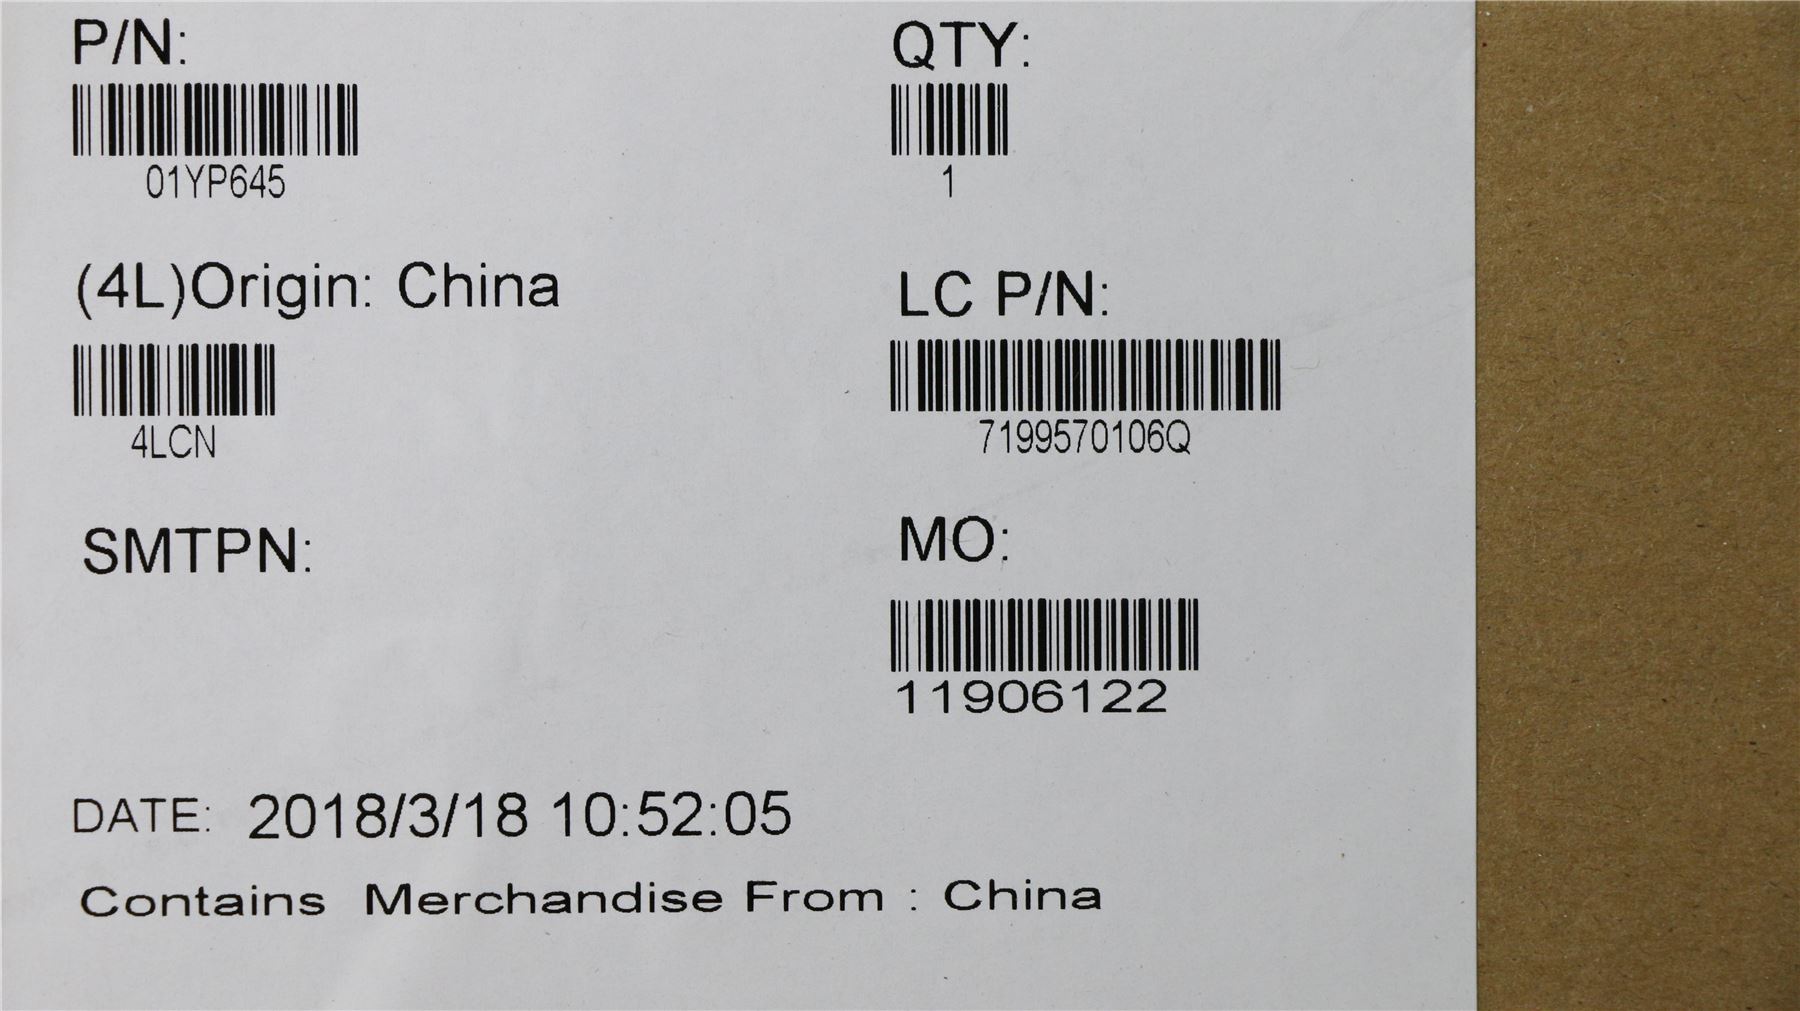 P/N:
QTY:
01YP645
1
(4L)Origin: China
LC P/N:
4LCN
7199570106Q
SMTPN:
MO:
11906122
DATE: 2018/3/18 10:52:05
Contains Merchandise From : China